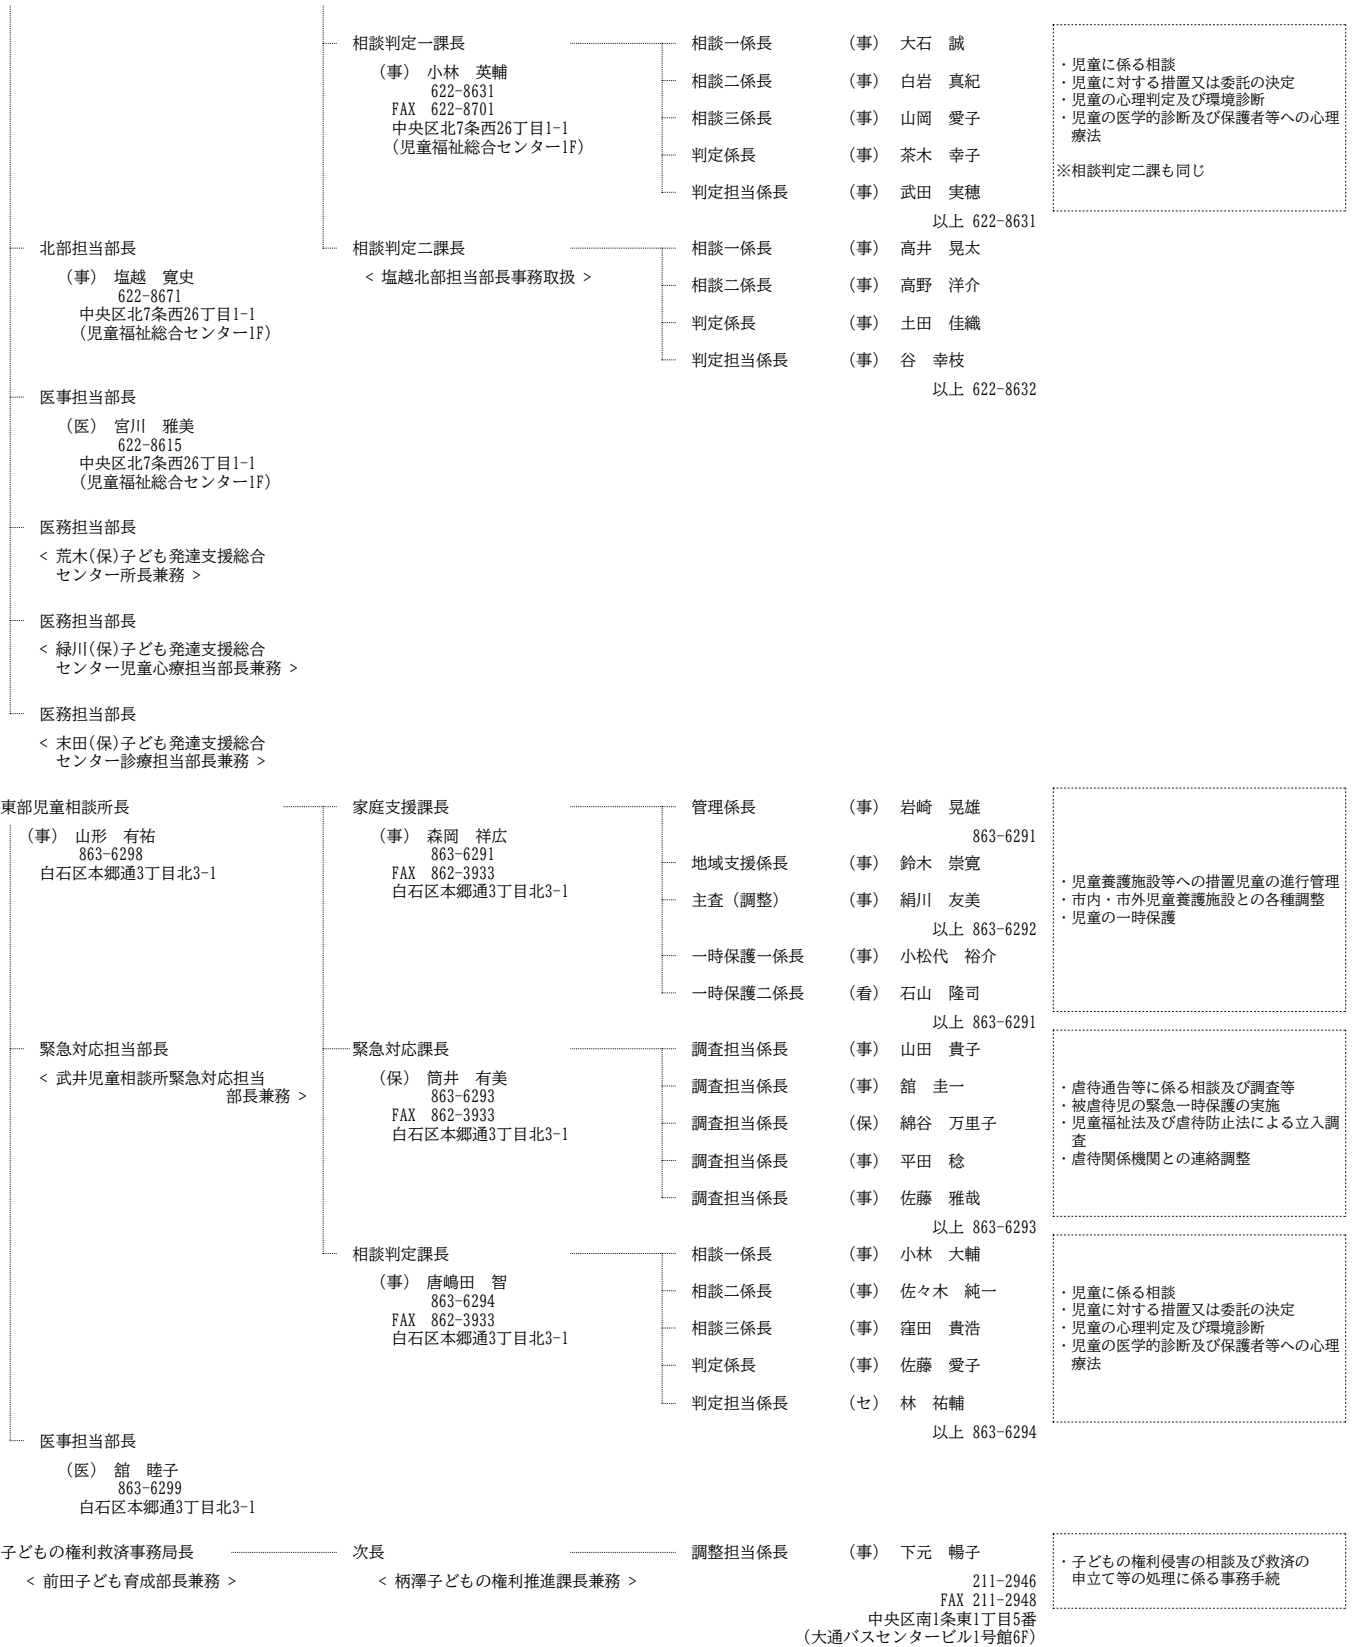 相談判定一課長
（事） 小林　英輔
622-8631
FAX 622-8701
中央区北7条西26丁目1-1
（児童福祉総合センター1F）
相談一係長 （事） 大石　誠
相談二係長 （事） 白岩　真紀
相談三係長 （事） 山岡　愛子
判定係長 （事） 茶木　幸子
判定担当係長 （事） 武田　実穂
以上 622-8631
・児童に係る相談
・児童に対する措置又は委託の決定
・児童の心理判定及び環境診断
・児童の医学的診断及び保護者等への心理
療法
※相談判定二課も同じ
北部担当部長
（事） 塩越　寛史
622-8671
中央区北7条西26丁目1-1
（児童福祉総合センター1F）
相談判定二課長
< 塩越北部担当部長事務取扱 >
相談一係長 （事） 高井　晃太
相談二係長 （事） 高野　洋介
判定係長 （事） 土田　佳織
判定担当係長 （事） 谷　幸枝
以上 622-8632
医事担当部長
（医） 宮川　雅美
622-8615
中央区北7条西26丁目1-1
（児童福祉総合センター1F）
医務担当部長
< 荒木(保)子ども発達支援総合
センター所長兼務 >
医務担当部長
< 緑川(保)子ども発達支援総合
センター児童心療担当部長兼務 >
医務担当部長
< 末田(保)子ども発達支援総合
センター診療担当部長兼務 >
東部児童相談所長
（事） 山形　有祐
863-6298
白石区本郷通3丁目北3-1
家庭支援課長
（事） 森岡　祥広
863-6291
FAX 862-3933
白石区本郷通3丁目北3-1
管理係長 （事） 岩崎　晃雄
863-6291
地域支援係長 （事） 鈴木　崇寛
主査（調整） （事） 絹川　友美
以上 863-6292
一時保護一係長 （事） 小松代　裕介
一時保護二係長 （看） 石山　隆司
以上 863-6291
・児童養護施設等への措置児童の進行管理
・市内・市外児童養護施設との各種調整
・児童の一時保護
緊急対応担当部長
< 武井児童相談所緊急対応担当
部長兼務 >
緊急対応課長
（保） 筒井　有美
863-6293
FAX 862-3933
白石区本郷通3丁目北3-1
調査担当係長 （事） 山田　貴子
調査担当係長 （事） 舘　圭一
調査担当係長 （保） 綿谷　万里子
調査担当係長 （事） 平田　稔
調査担当係長 （事） 佐藤　雅哉
以上 863-6293
・虐待通告等に係る相談及び調査等
・被虐待児の緊急一時保護の実施
・児童福祉法及び虐待防止法による立入調
査
・虐待関係機関との連絡調整
相談判定課長
（事） 唐嶋田　智
863-6294
FAX 862-3933
白石区本郷通3丁目北3-1
相談一係長 （事） 小林　大輔
相談二係長 （事） 佐々木　純一
相談三係長 （事） 窪田　貴浩
判定係長 （事） 佐藤　愛子
判定担当係長 （セ） 林　祐輔
以上 863-6294
・児童に係る相談
・児童に対する措置又は委託の決定
・児童の心理判定及び環境診断
・児童の医学的診断及び保護者等への心理
療法
医事担当部長
（医） 舘　睦子
863-6299
白石区本郷通3丁目北3-1
子どもの権利救済事務局長
< 前田子ども育成部長兼務 >
次長
< 柄澤子どもの権利推進課長兼務 >
調整担当係長 （事） 下元　暢子
211-2946
FAX 211-2948
中央区南1条東1丁目5番
（大通バスセンタービル1号館6F）
・子どもの権利侵害の相談及び救済の
申立て等の処理に係る事務手続